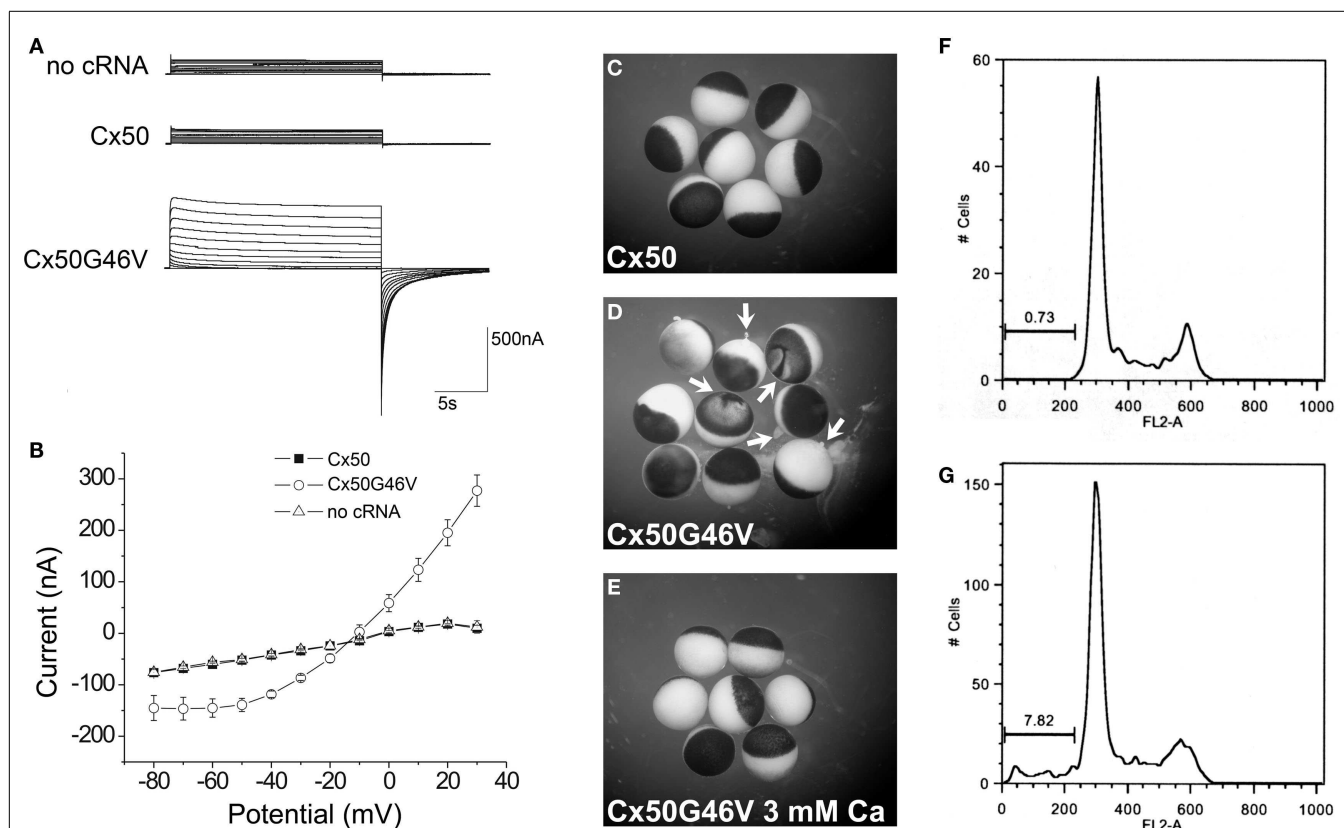 A
no cRNA
Cx50
Cx50G46V
500nA
5s
B
Cx50
Cx50G46V
no cRNA
Current (nA)
300
200
100
0
-100
-200
-80 -60 -40 -20 0 20 40
Potential (mV)
C
Cx50
D
Cx50G46V
E
Cx50G46V 3 mM Ca
F
# Cells
60
50
40
30
20
10
0
0.73
0 200 400 600 800 1000
FL2-A
G
# Cells
150
100
50
0
7.82
0 200 400 600 800 1000
FL2-A